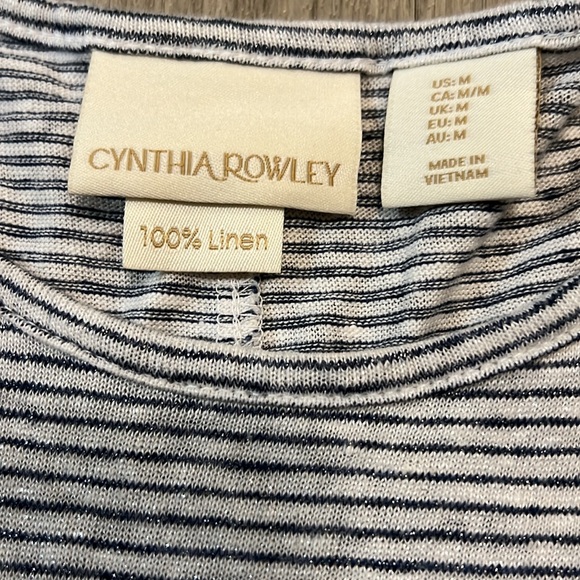 CYNTHIA ROWLEY
100% Linen
US: M
CA: M/M
UK: M
EU: M
AU: M
MADE IN
VIETNAM